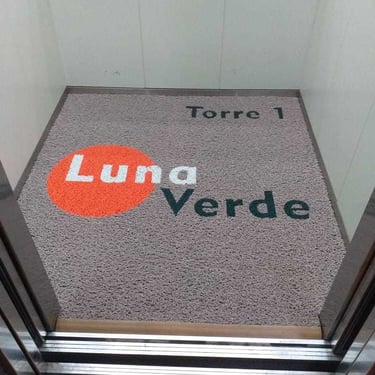 Torre 1
Luna
Verde